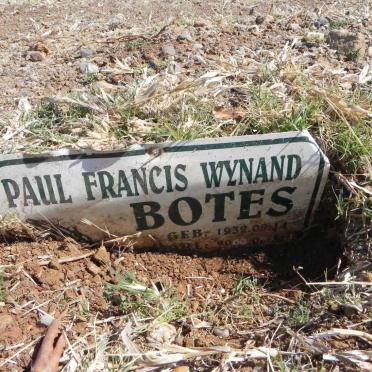 PAUL FRANCIS WYNAND
BOTES
GEB: 1932.09.14